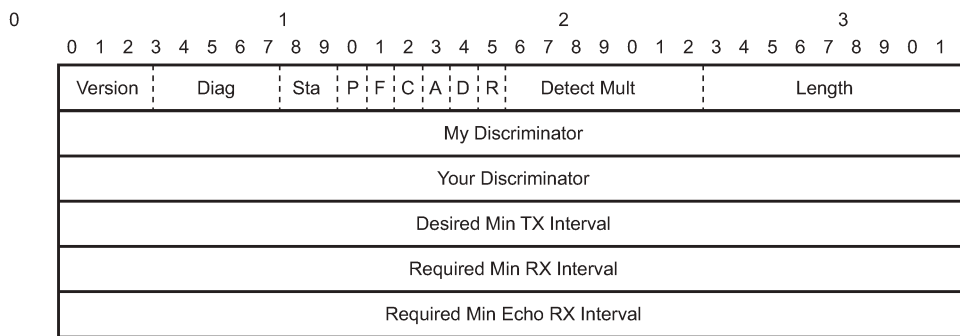 0 1 2 3
0 1 2 3 4 5 6 7 8 9 0 1 2 3 4 5 6 7 8 9 0 1 2 3 4 5 6 7 8 9 0 1
Version Diag Sta P F C A D R Detect Mult Length
My Discriminator
Your Discriminator
Desired Min TX Interval
Required Min RX Interval
Required Min Echo RX Interval